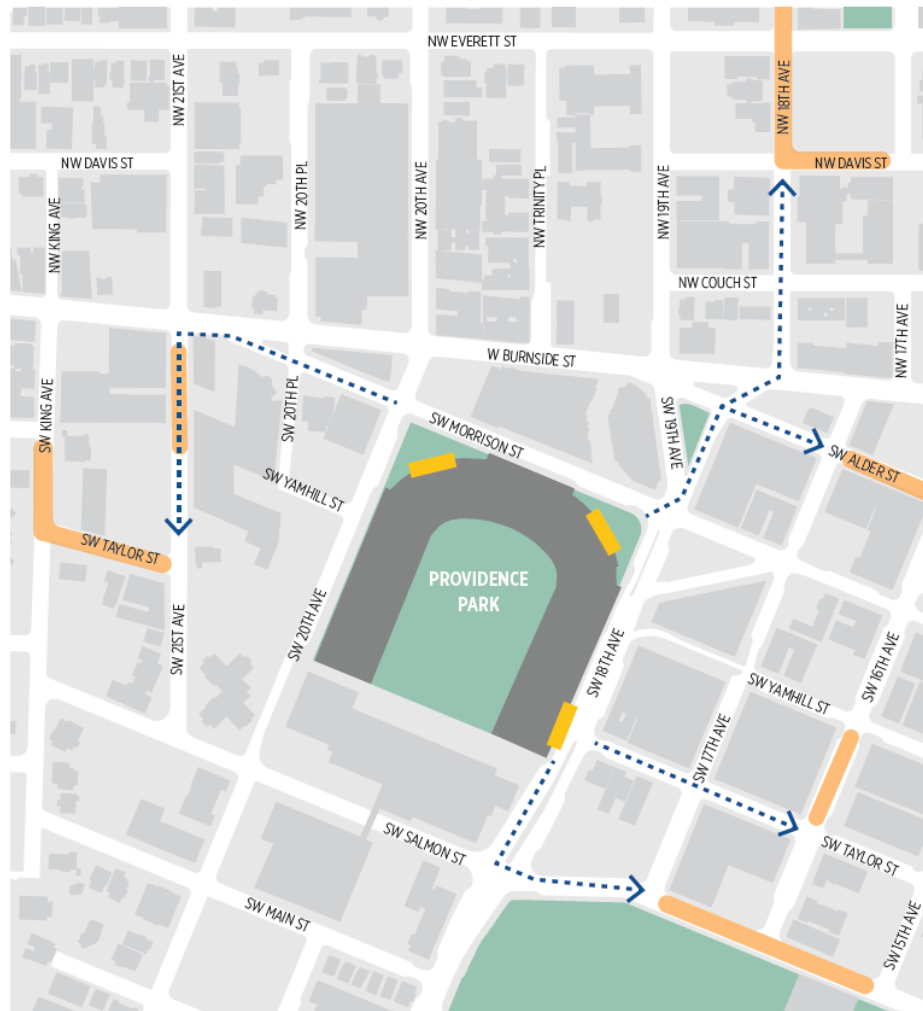 NW EVERETT ST
NW 21ST AVE
NW 18TH AVE
NW DAVIS ST
NW DAVIS ST
NW KING AVE
NW 20TH PL
NW 20TH AVE
NW TRINITY PL
NW 19TH AVE
NW COUCH ST
NW 17TH AVE
W BURNSIDE ST
SW KING AVE
SW 20TH PL
SW MORRISON ST
SW 19TH AVE
SW ALDER ST
SW YAMHILL ST
SW TAYLOR ST
PROVIDENCE
PARK
SW 20TH AVE
SW 21ST AVE
SW 18TH AVE
SW 16TH AVE
SW YAMHILL ST
SW 17TH AVE
SW SALMON ST
SW TAYLOR ST
SW MAIN ST
SW 15TH AVE